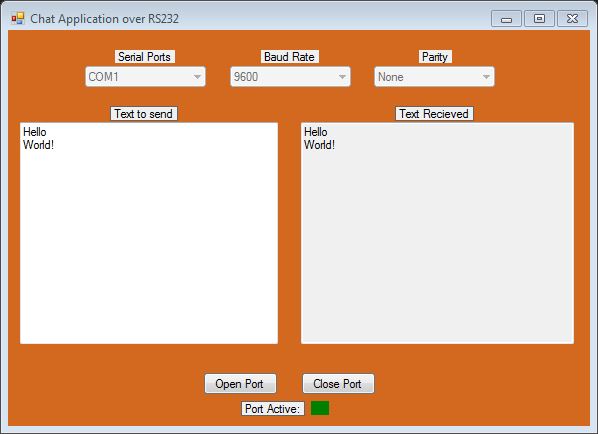 Chat Application over RS232
Serial Ports
Baud Rate
Parity
COM1
9600
None
Text to send
Text Recieved
Hello
World!
Hello
World!
Open Port
Close Port
Port Active: